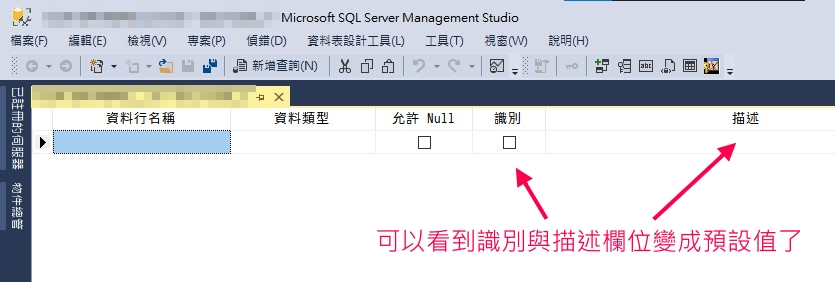 Microsoft SQL Server Management Studio
檔案(F) 編輯(E) 檢視(V) 專案(P) 偵錯(D) 資料表設計工具(L) 工具(T) 視窗(W) 說明(H)
新增查詢(N)
abc
已註冊的伺服器
物件總管
資料行名稱 資料類型 允許 Null 識別 描述
可以看到識別與描述欄位變成預設值了